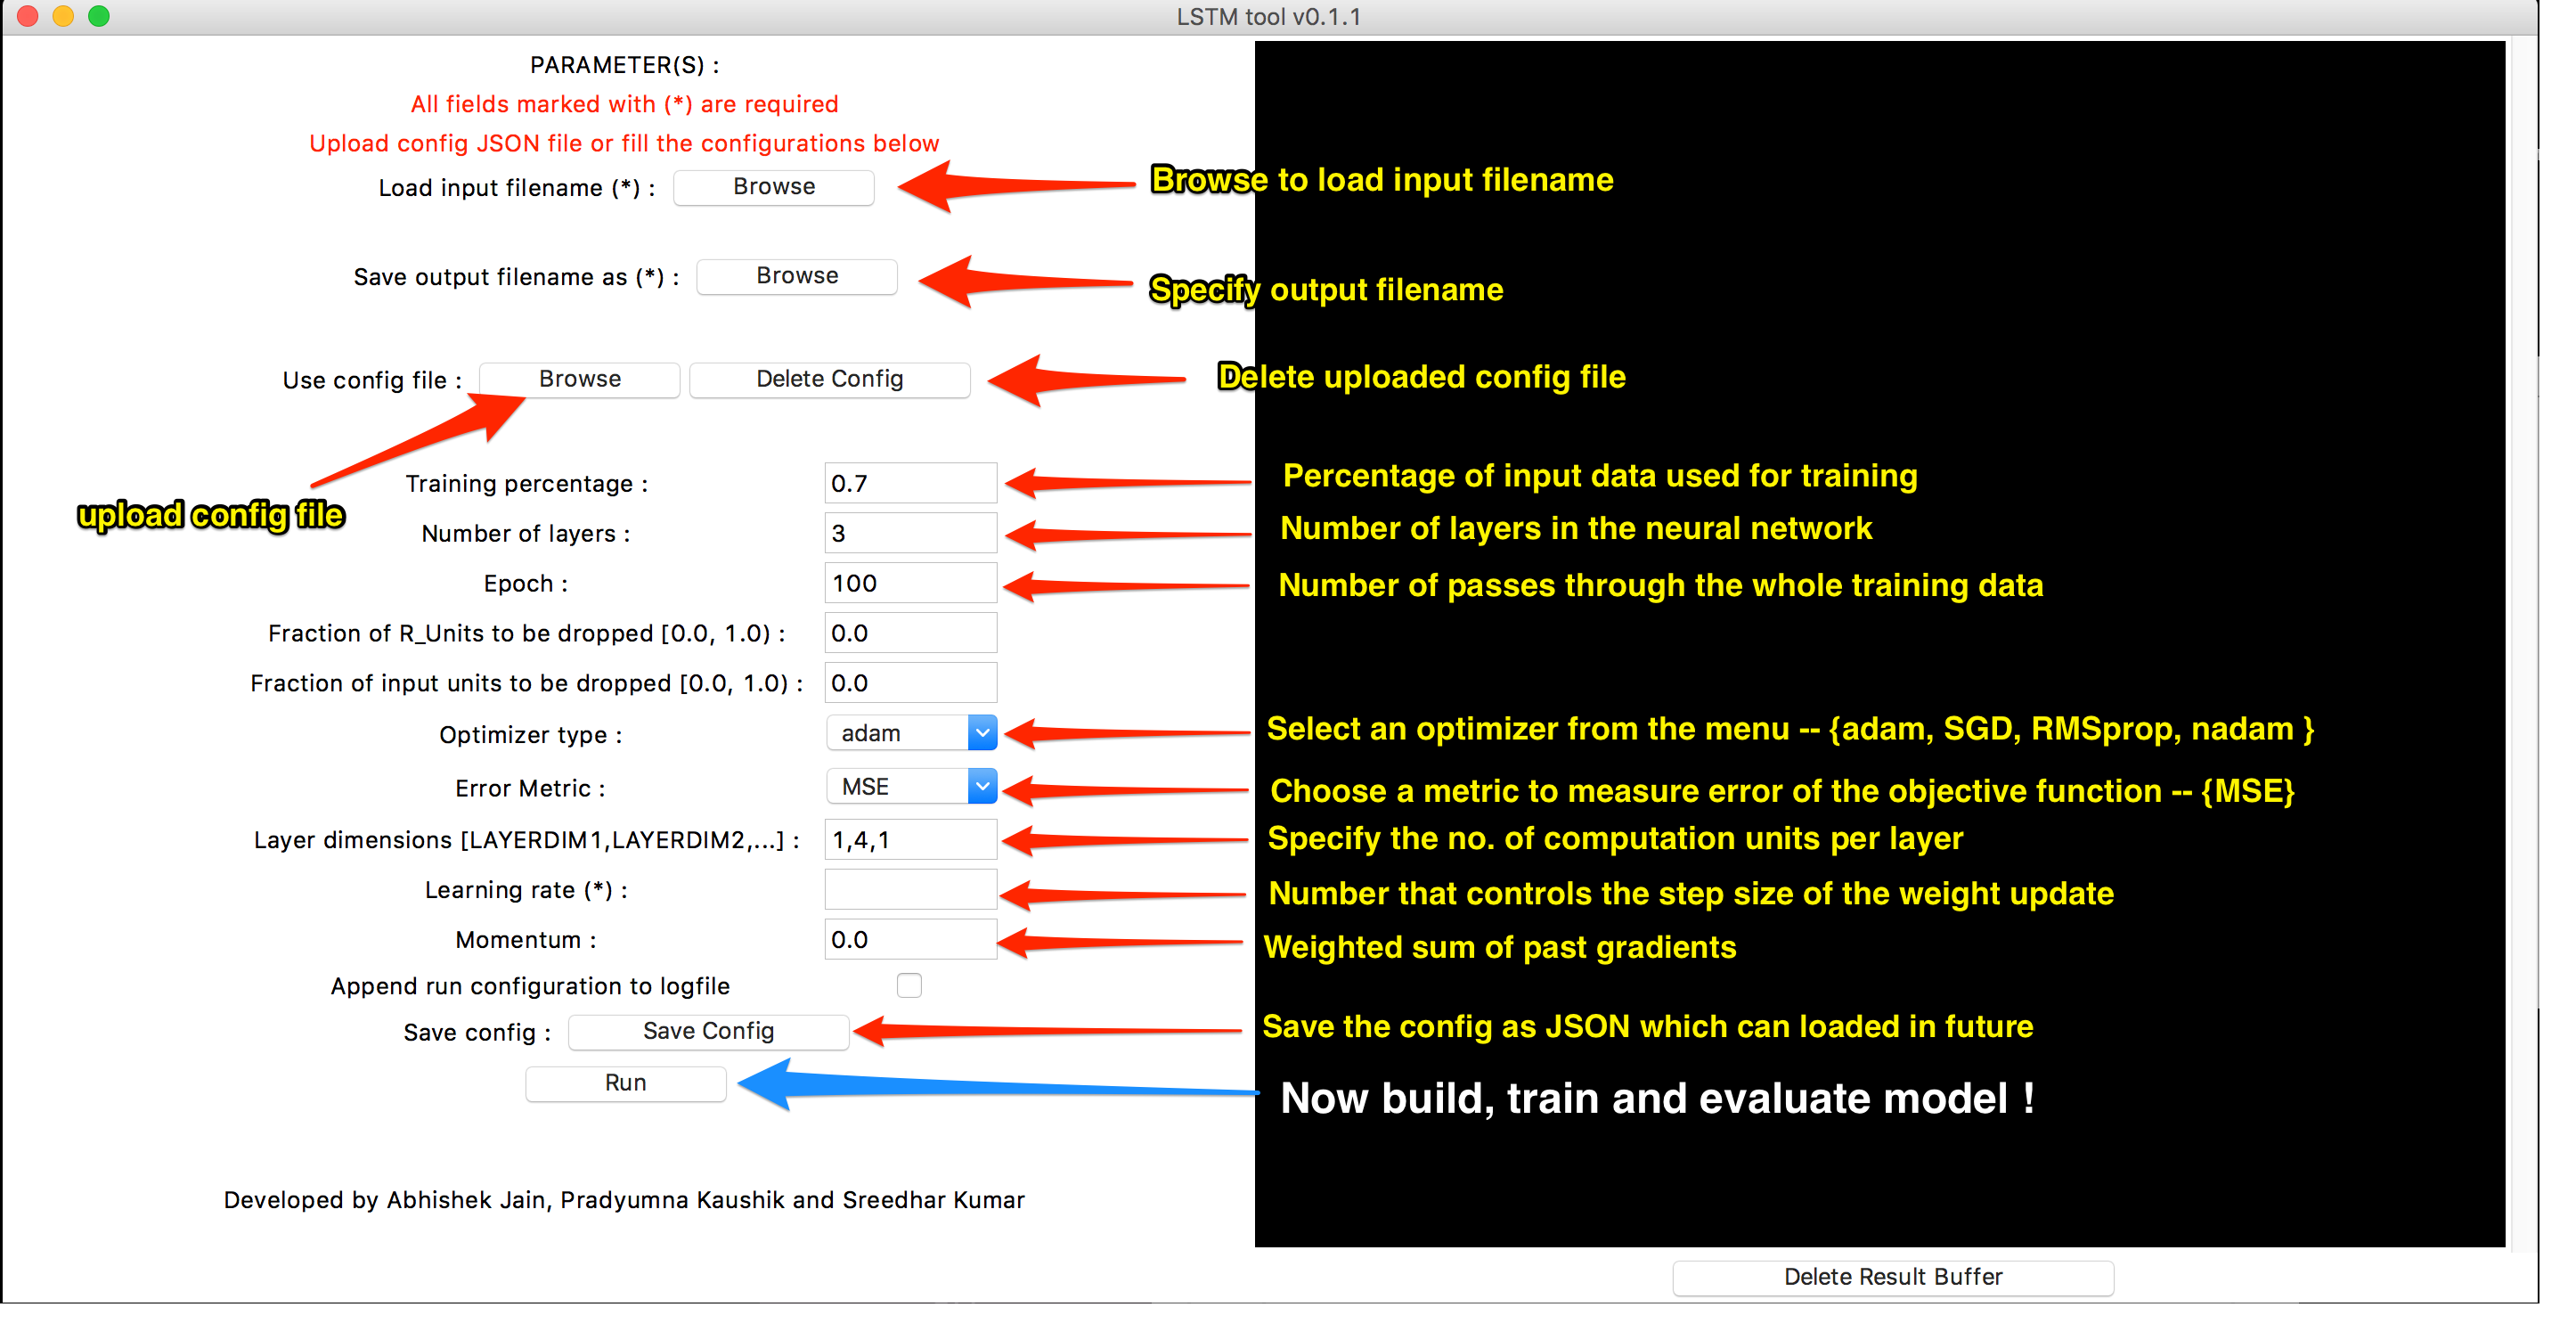 LSTM tool v0.1.1
PARAMETER(S) :
All fields marked with (*) are required
Upload config JSON file or fill the configurations below
Load input filename (*) : Browse
Browse to load input filename
Save output filename as (*) : Browse
Specify output filename
Use config file : Browse Delete Config
Delete uploaded config file
upload config file
Training percentage : 0.7
Percentage of input data used for training
Number of layers : 3
Number of layers in the neural network
Epoch : 100
Number of passes through the whole training data
Fraction of R_Units to be dropped [0.0, 1.0) : 0.0
Fraction of input units to be dropped [0.0, 1.0) : 0.0
Optimizer type : adam
Select an optimizer from the menu -- {adam, SGD, RMSprop, nadam }
Error Metric : MSE
Choose a metric to measure error of the objective function -- {MSE}
Layer dimensions [LAYERDIM1,LAYERDIM2,...] : 1,4,1
Specify the no. of computation units per layer
Learning rate (*) :
Number that controls the step size of the weight update
Momentum : 0.0
Weighted sum of past gradients
Append run configuration to logfile
Save config : Save Config
Save the config as JSON which can loaded in future
Run
Now build, train and evaluate model !
Developed by Abhishek Jain, Pradyumna Kaushik and Sreedhar Kumar
Delete Result Buffer